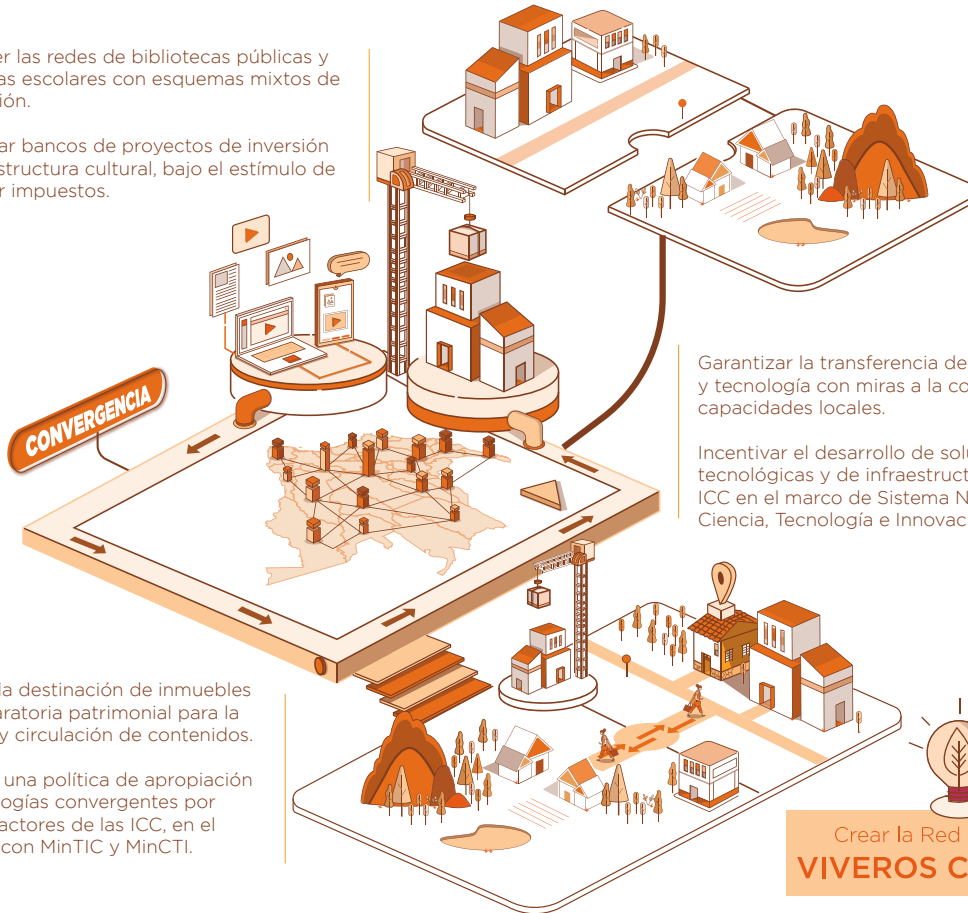 er las redes de bibliotecas públicas y
as escolares con esquemas mixtos de
ión.
ar bancos de proyectos de inversión
structura cultural, bajo el estímulo de
r impuestos.
CONVERGENCIA
Garantizar la transferencia de
y tecnología con miras a la co
capacidades locales.
Incentivar el desarrollo de solu
tecnológicas y de infraestruct
ICC en el marco de Sistema N
Ciencia, Tecnología e Innovac
la destinación de inmuebles
aratoria patrimonial para la
y circulación de contenidos.
una política de apropiación
ogías convergentes por
actores de las ICC, en el
con MinTIC y MinCTI.
Crear la Red
VIVEROS C